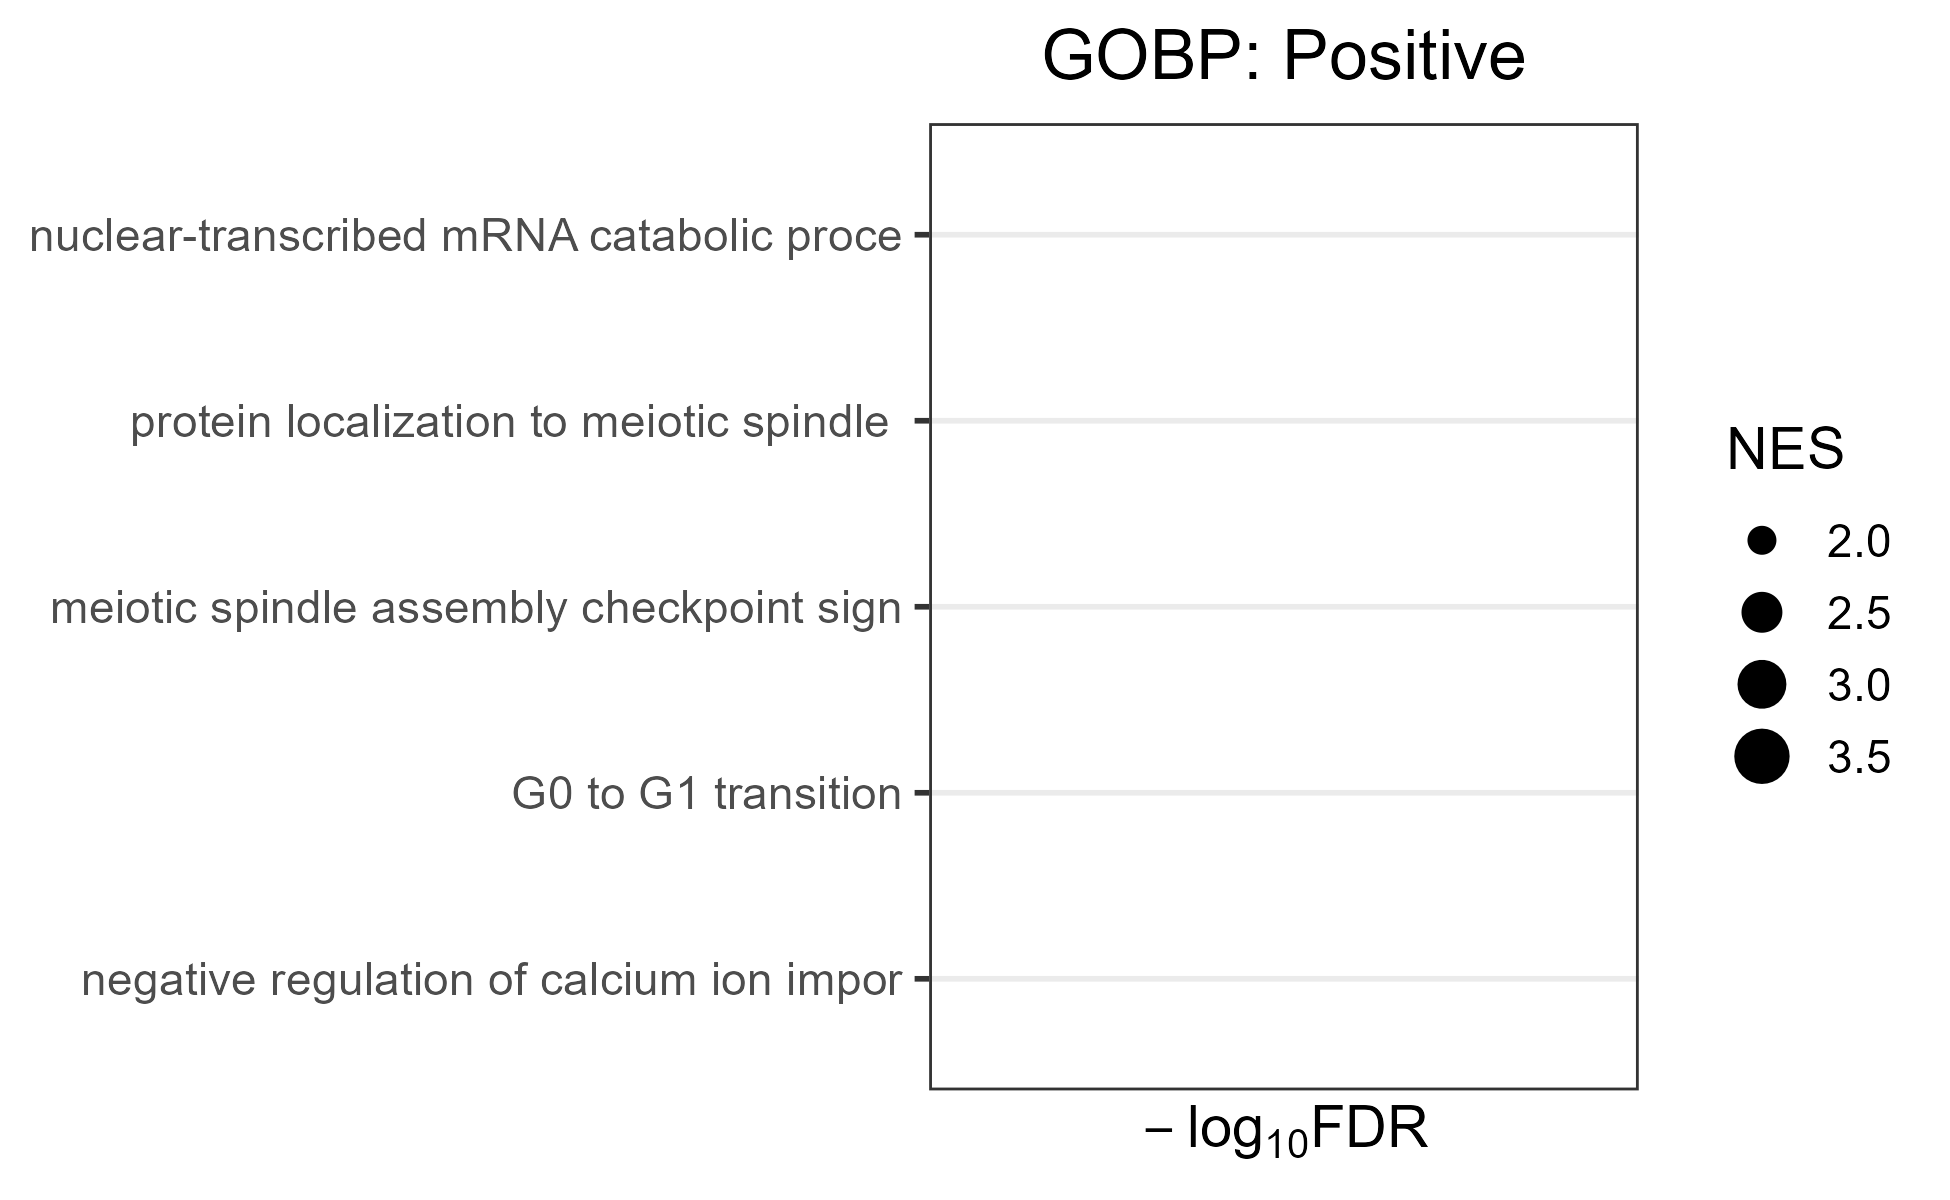 GOBP: Positive
nuclear-transcribed mRNA catabolic proce
protein localization to meiotic spindle
meiotic spindle assembly checkpoint sign
G0 to G1 transition
negative regulation of calcium ion impor
− log₁₀FDR
NES
2.0
2.5
3.0
3.5